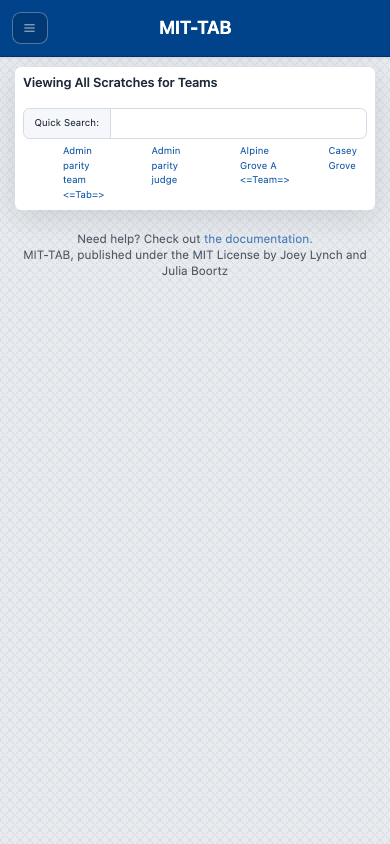 MIT-TAB
Viewing All Scratches for Teams
Quick Search:
Admin parity team <=Tab=>
Admin parity judge
Alpine Grove A <=Team=>
Casey Grove
Need help? Check out the documentation.
MIT-TAB, published under the MIT License by Joey Lynch and
Julia Boortz